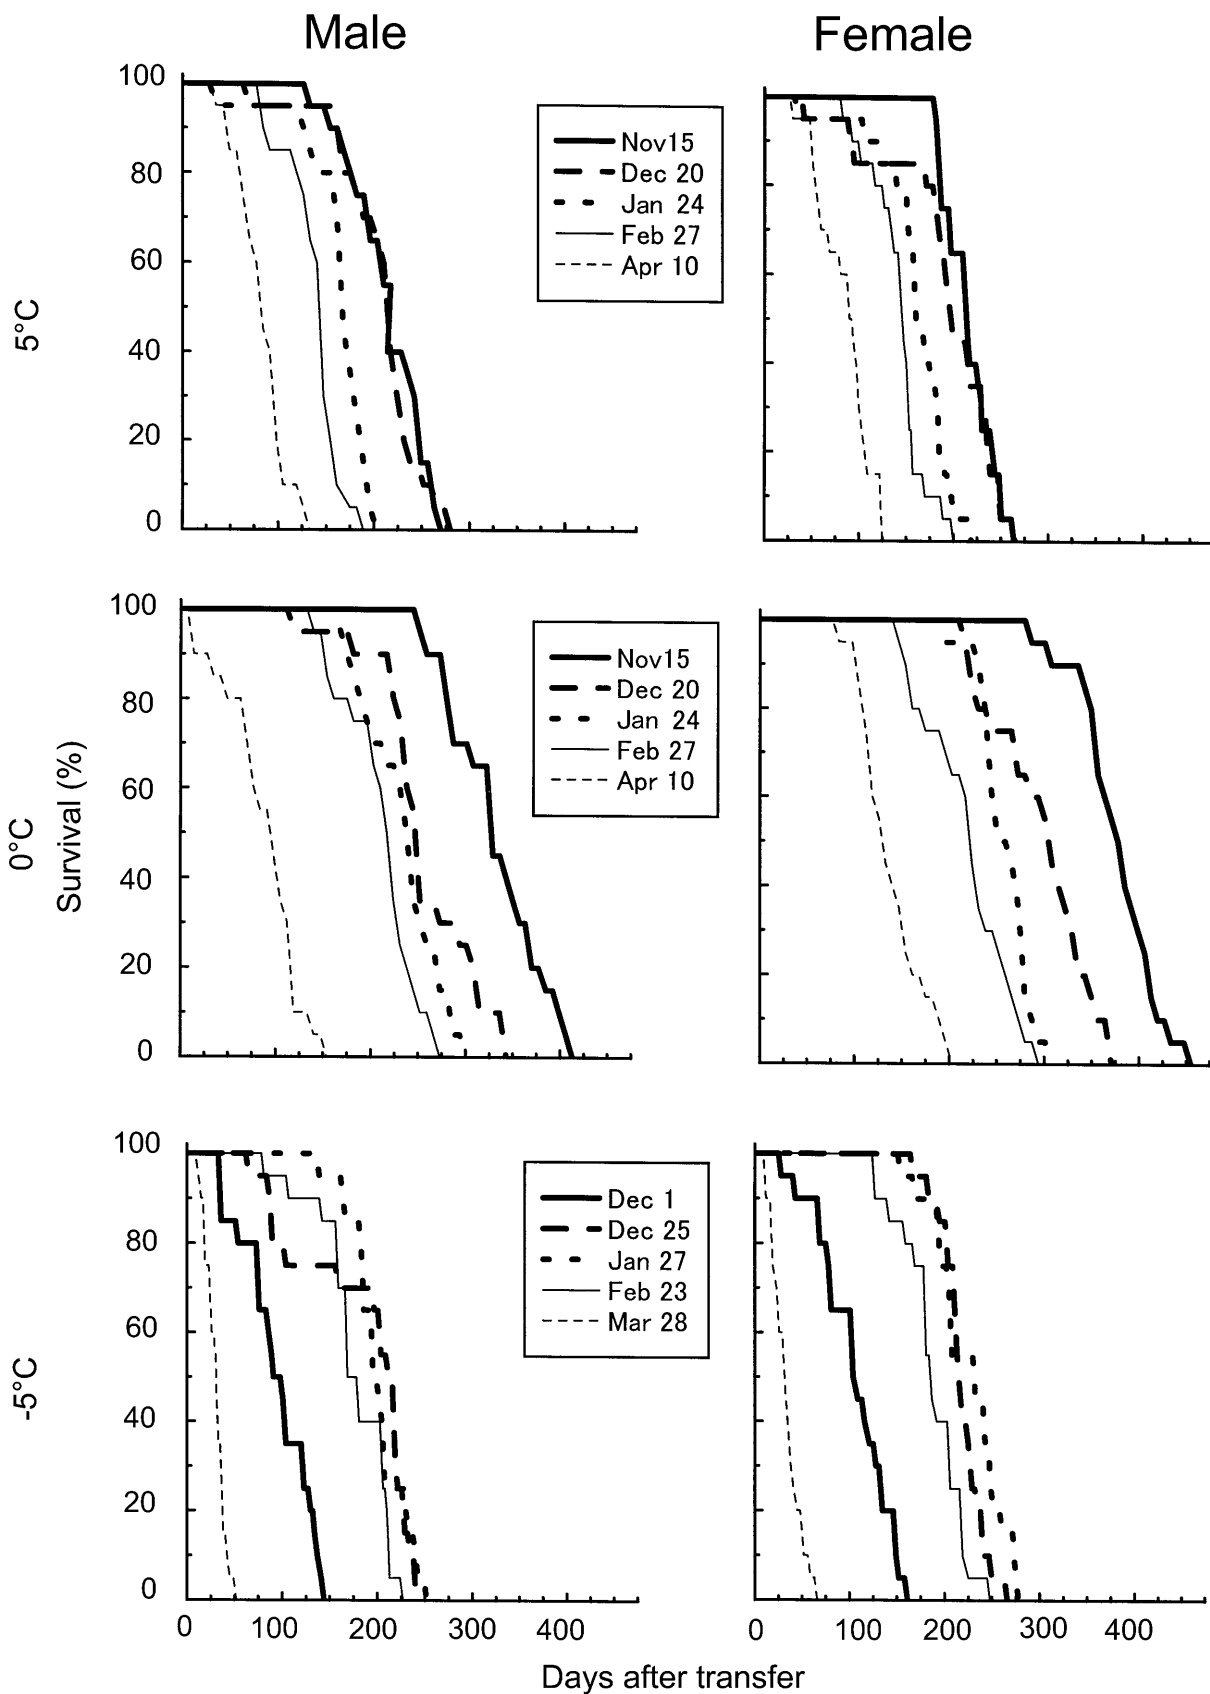 Male Female
100
80
60
40
20
0
5°C
Nov15
Dec 20
Jan 24
Feb 27
Apr 10
100
80
60
40
20
0
0°C
Survival (%)
Nov15
Dec 20
Jan 24
Feb 27
Apr 10
100
80
60
40
20
0
-5°C
Dec 1
Dec 25
Jan 27
Feb 23
Mar 28
0 100 200 300 400 0 100 200 300 400
Days after transfer